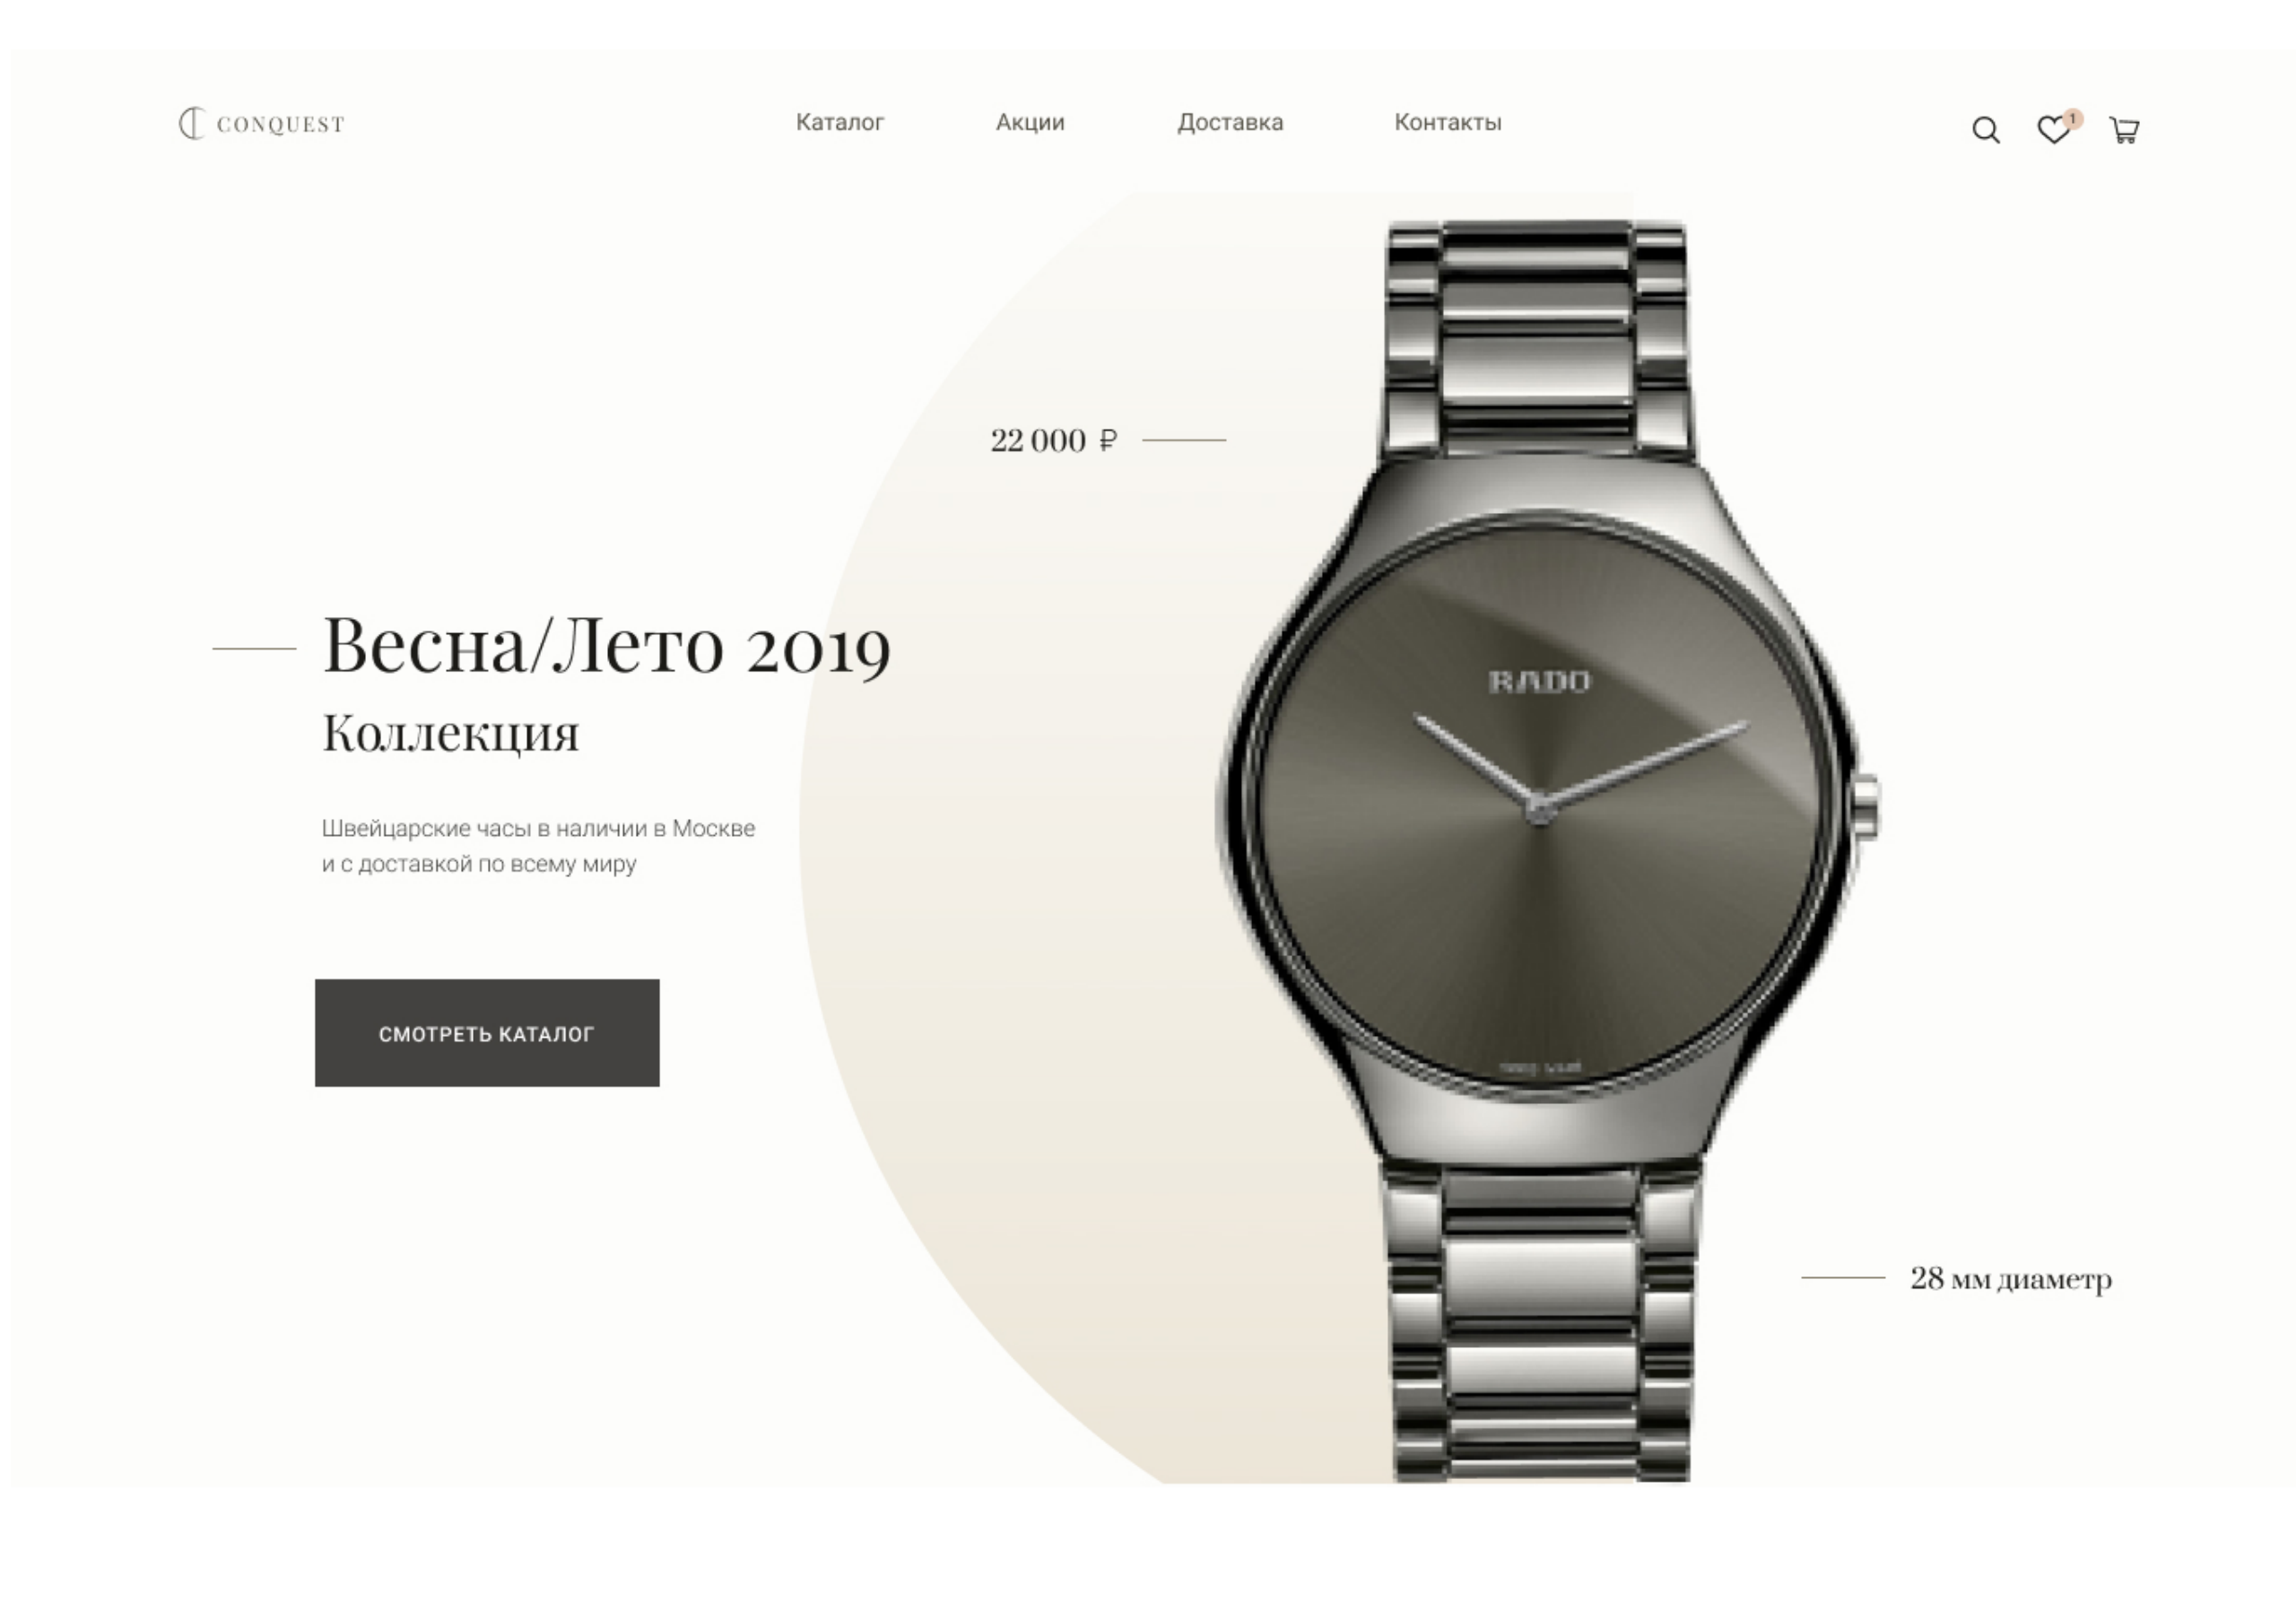 CONQUEST
Каталог Акции Доставка Контакты
1
22 000 ₽
Весна/Лето 2019
Коллекция
Швейцарские часы в наличии в Москве
и с доставкой по всему миру
СМОТРЕТЬ КАТАЛОГ
RADO
28 мм диаметр